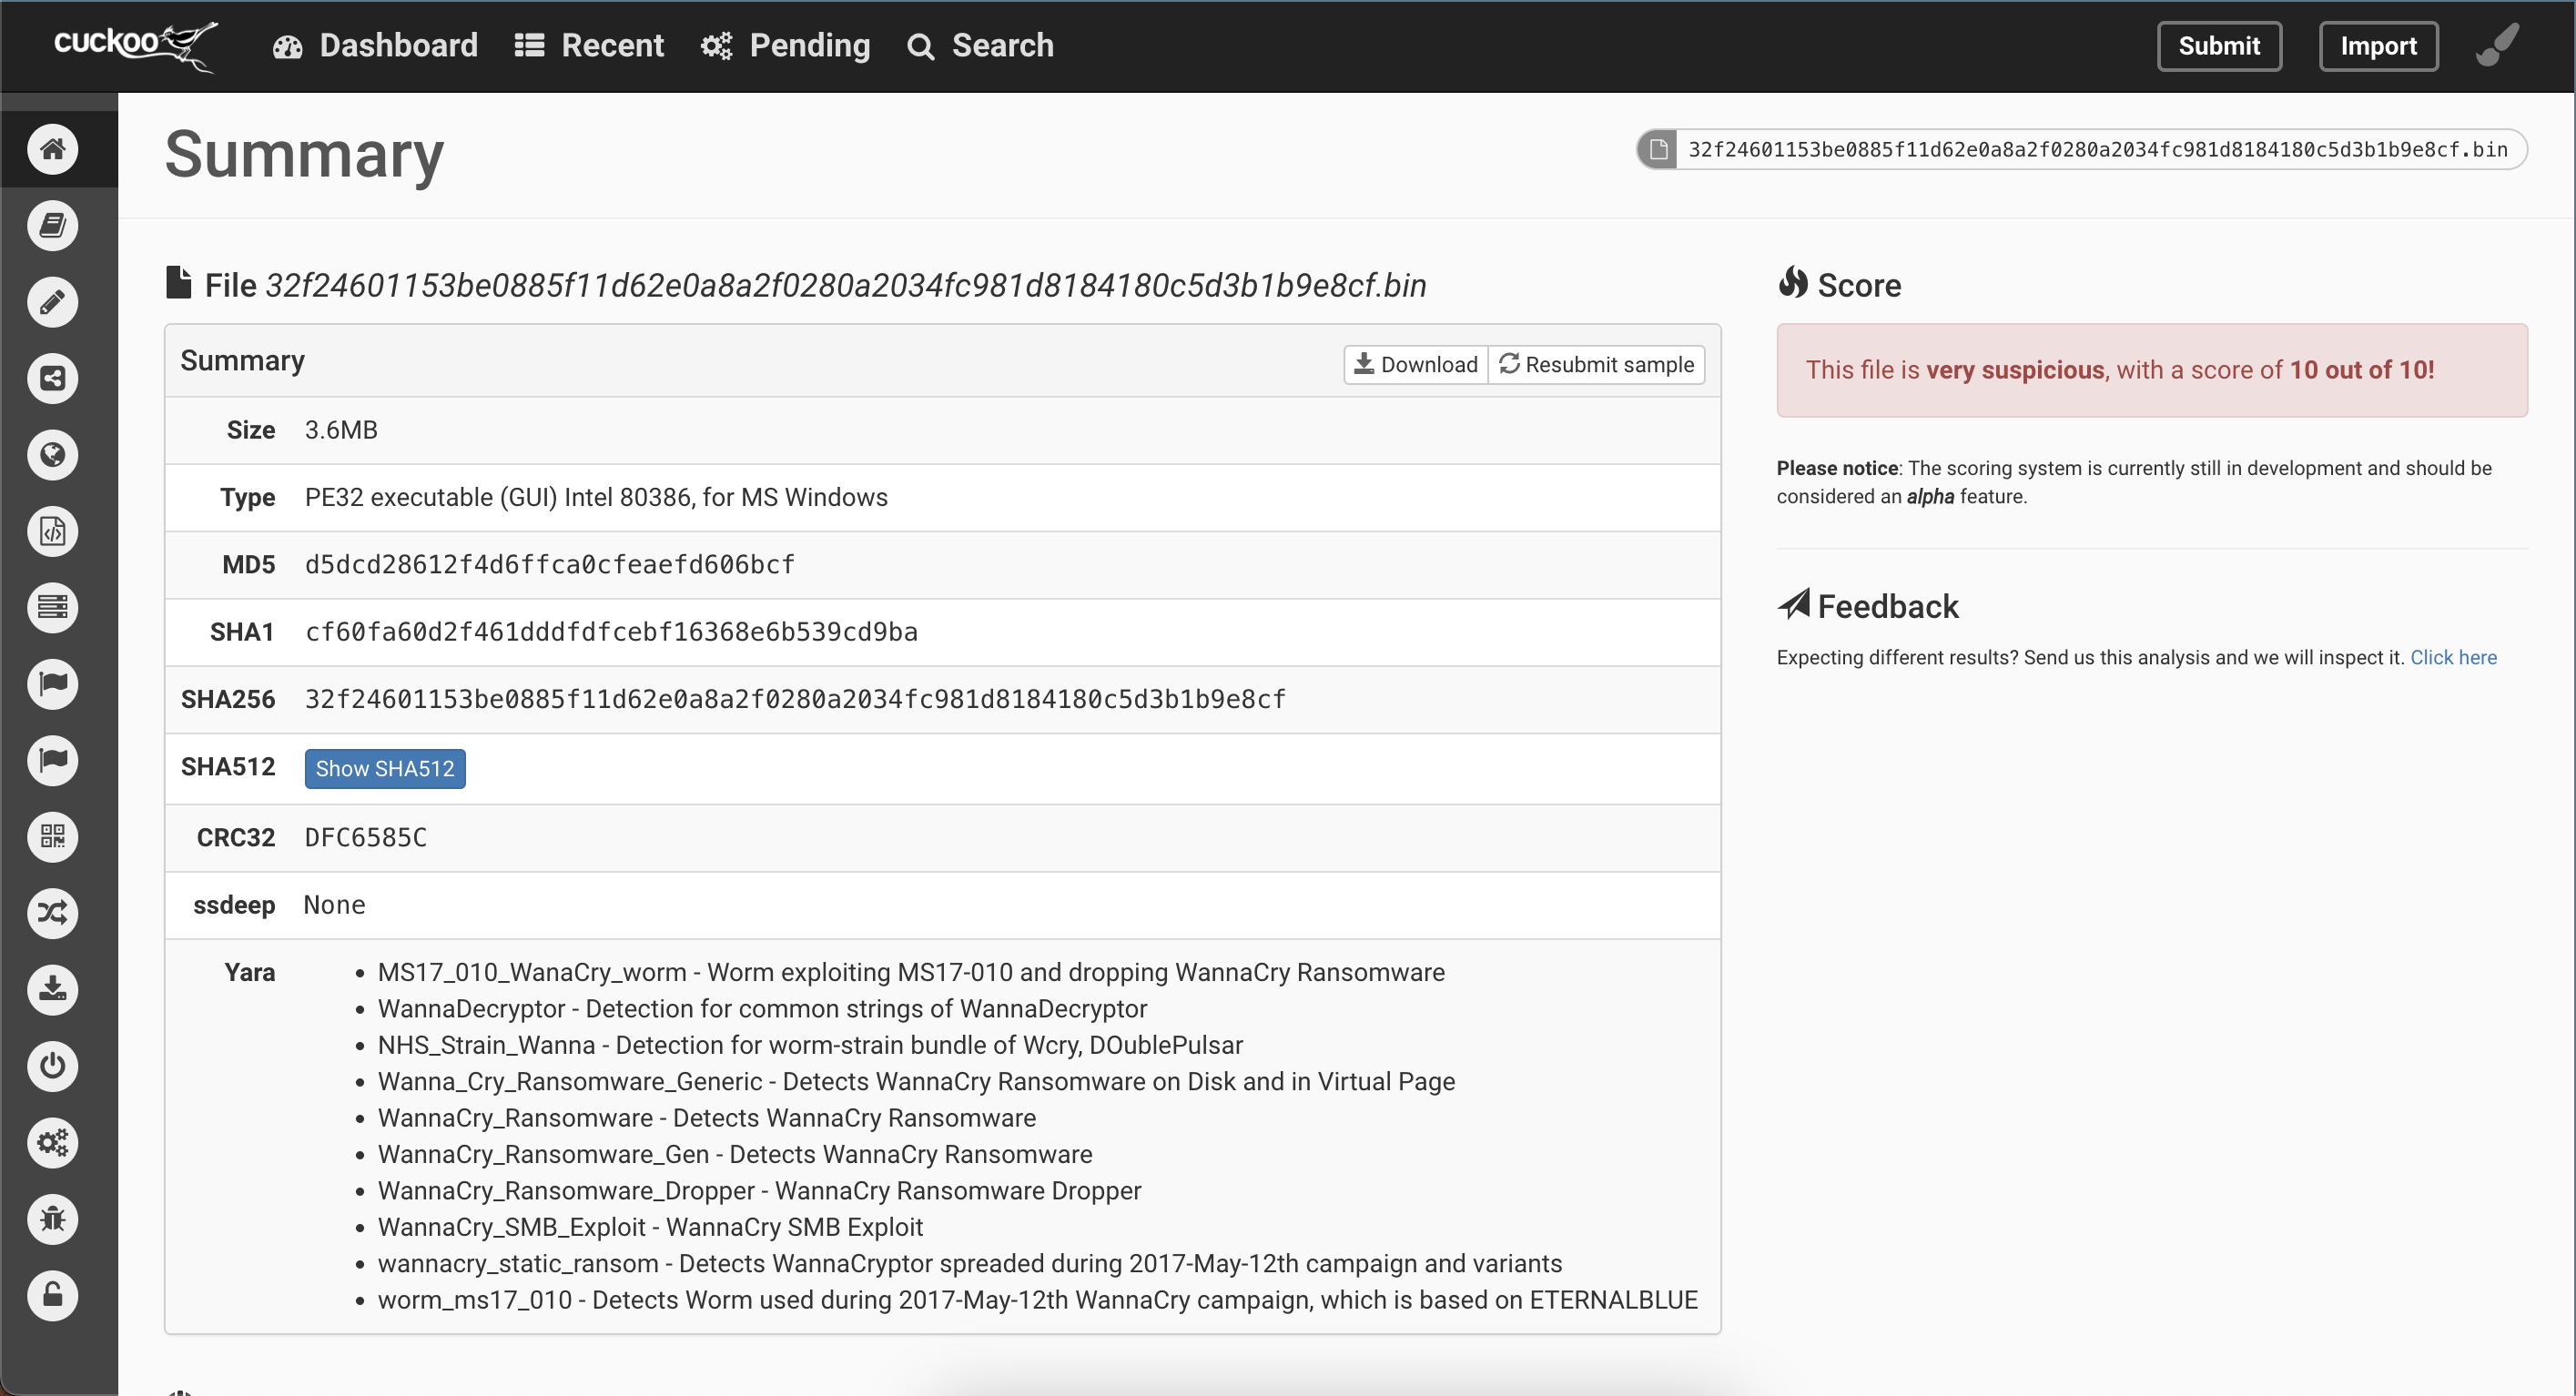 cuckoo Dashboard Recent Pending Search Submit Import
Summary
32f24601153be0885f11d62e0a8a2f0280a2034fc981d8184180c5d3b1b9e8cf.bin
File 32f24601153be0885f11d62e0a8a2f0280a2034fc981d8184180c5d3b1b9e8cf.bin
Summary Download Resubmit sample
Size 3.6MB
Type PE32 executable (GUI) Intel 80386, for MS Windows
MD5 d5dcd28612f4d6ffca0cfeaefd606bcf
SHA1 cf60fa60d2f461dddfdfcebf16368e6b539cd9ba
SHA256 32f24601153be0885f11d62e0a8a2f0280a2034fc981d8184180c5d3b1b9e8cf
SHA512 Show SHA512
CRC32 DFC6585C
ssdeep None
Yara • MS17_010_WanaCry_worm - Worm exploiting MS17-010 and dropping WannaCry Ransomware
• WannaDecryptor - Detection for common strings of WannaDecryptor
• NHS_Strain_Wanna - Detection for worm-strain bundle of Wcry, DOublePulsar
• Wanna_Cry_Ransomware_Generic - Detects WannaCry Ransomware on Disk and in Virtual Page
• WannaCry_Ransomware - Detects WannaCry Ransomware
• WannaCry_Ransomware_Gen - Detects WannaCry Ransomware
• WannaCry_Ransomware_Dropper - WannaCry Ransomware Dropper
• WannaCry_SMB_Exploit - WannaCry SMB Exploit
• wannacry_static_ransom - Detects WannaCryptor spreaded during 2017-May-12th campaign and variants
• worm_ms17_010 - Detects Worm used during 2017-May-12th WannaCry campaign, which is based on ETERNALBLUE
Score
This file is very suspicious, with a score of 10 out of 10!
Please notice: The scoring system is currently still in development and should be
considered an alpha feature.
Feedback
Expecting different results? Send us this analysis and we will inspect it. Click here